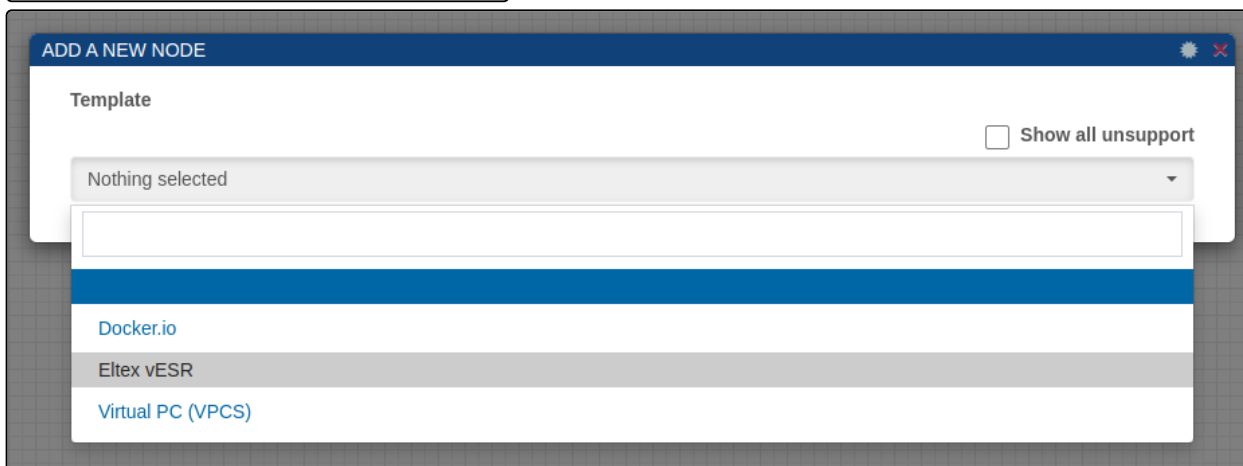 ADD A NEW NODE
Template
Show all unsupport
Nothing selected
Docker.io
Eltex vESR
Virtual PC (VPCS)